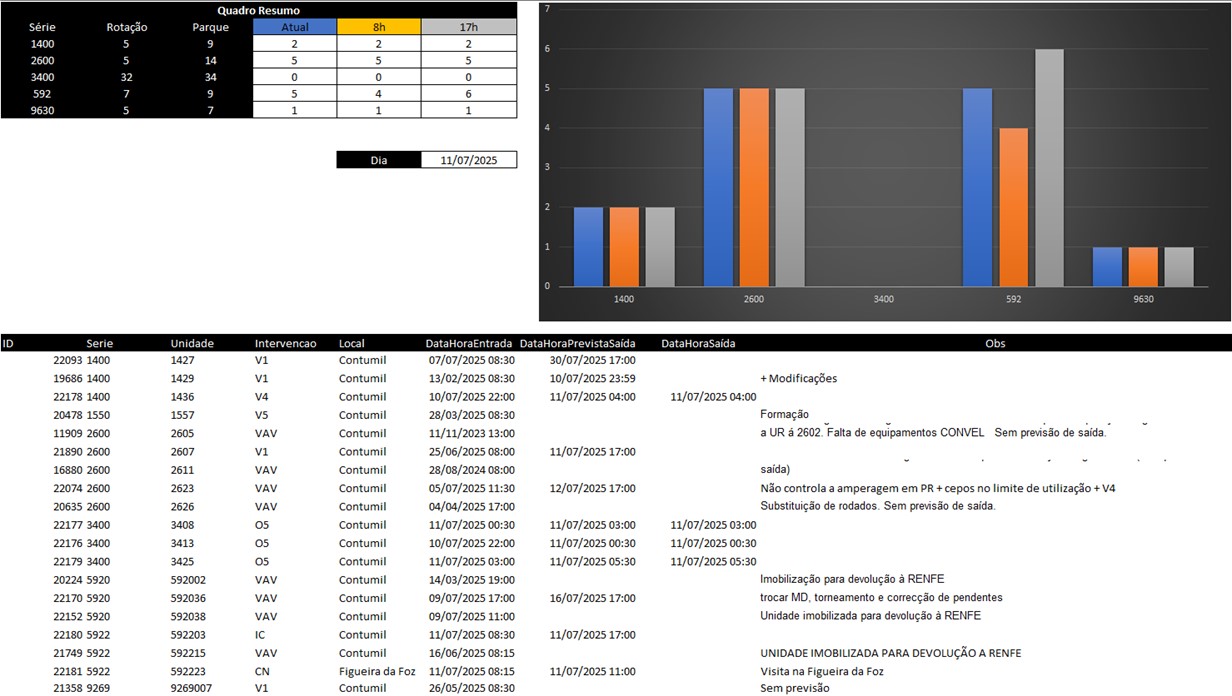 Quadro Resumo
Série Rotação Parque Atual 8h 17h
1400 5 9 2 2 2
2600 5 14 5 5 5
3400 32 34 0 0 0
592 7 9 5 4 6
9630 5 7 1 1 1
Dia 11/07/2025
7
6
5
4
3
2
1
0
1400 2600 3400 592 9630
ID Serie Unidade Intervencao Local DataHoraEntrada DataHoraPrevistaSaída DataHoraSaída Obs
22093 1400 1427 V1 Contumil 07/07/2025 08:30 30/07/2025 17:00
19686 1400 1429 V1 Contumil 13/02/2025 08:30 10/07/2025 23:59 + Modificações
22178 1400 1436 V4 Contumil 10/07/2025 22:00 11/07/2025 04:00 11/07/2025 04:00
20478 1550 1557 V5 Contumil 28/03/2025 08:30 Formação
11909 2600 2605 VAV Contumil 11/11/2023 13:00 a UR á 2602. Falta de equipamentos CONVEL Sem previsão de saída.
21890 2600 2607 V1 Contumil 25/06/2025 08:00 11/07/2025 17:00
16880 2600 2611 VAV Contumil 28/08/2024 08:00 saída)
22074 2600 2623 VAV Contumil 05/07/2025 11:30 12/07/2025 17:00 Não controla a amperagem em PR + cepos no limite de utilização + V4
20635 2600 2626 VAV Contumil 04/04/2025 17:00 Substituição de rodados. Sem previsão de saída.
22177 3400 3408 O5 Contumil 11/07/2025 00:30 11/07/2025 03:00 11/07/2025 03:00
22176 3400 3413 O5 Contumil 10/07/2025 22:00 11/07/2025 00:30 11/07/2025 00:30
22179 3400 3425 O5 Contumil 11/07/2025 03:00 11/07/2025 05:30 11/07/2025 05:30
20224 5920 592002 VAV Contumil 14/03/2025 19:00 Imobilização para devolução à RENFE
22170 5920 592036 VAV Contumil 09/07/2025 17:00 16/07/2025 17:00 trocar MD, torneamento e correcção de pendentes
22152 5920 592038 VAV Contumil 09/07/2025 11:00 Unidade imobilizada para devolução à RENFE
22180 5922 592203 IC Contumil 11/07/2025 08:30 11/07/2025 17:00
21749 5922 592215 VAV Contumil 16/06/2025 08:15 UNIDADE IMOBILIZADA PARA DEVOLUÇÃO A RENFE
22181 5922 592223 CN Figueira da Foz 11/07/2025 08:15 11/07/2025 11:00 Visita na Figueira da Foz
21358 9269 9269007 V1 Contumil 26/05/2025 08:30 Sem previsão